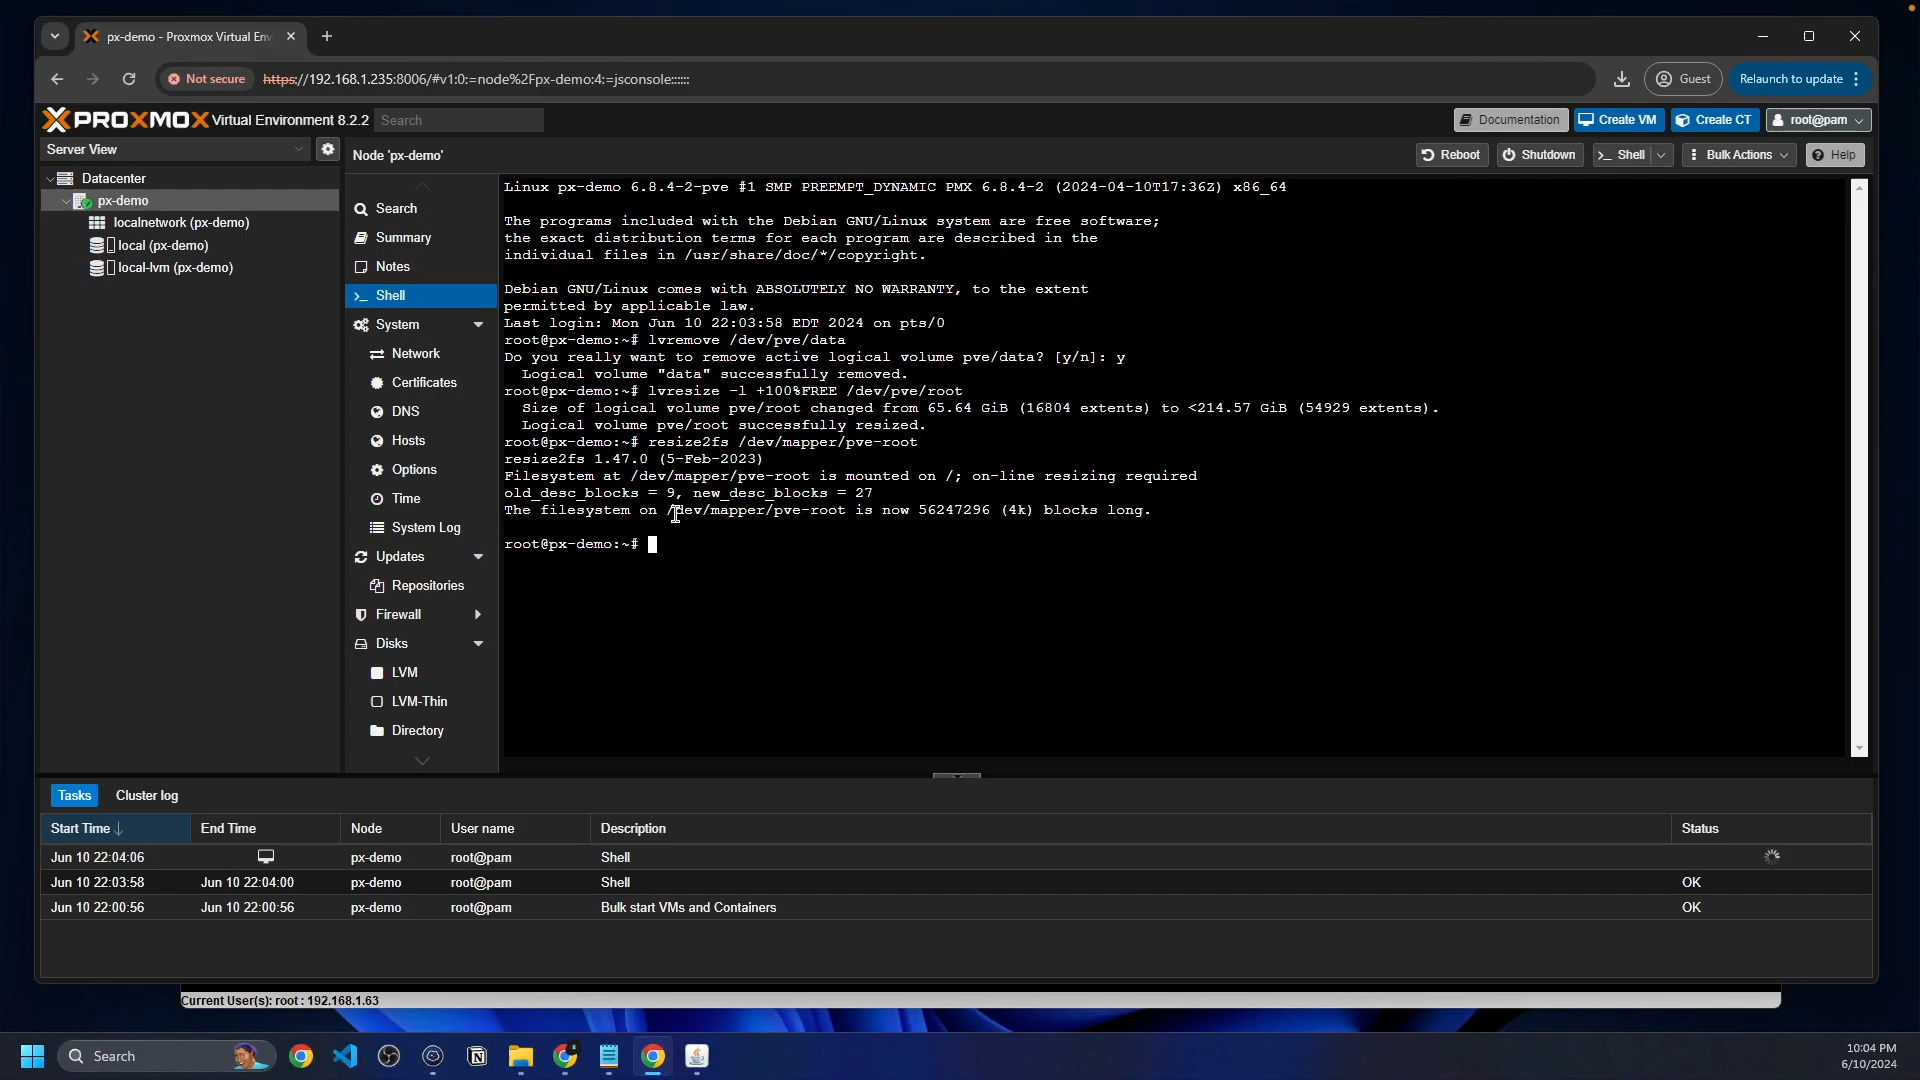 px-demo - Proxmox Virtual Env
Not secure https://192.168.1.235:8006/#v1:0:=node%2Fpx-demo:4:=jsconsole::::::
Guest
Relaunch to update
PROXMOX Virtual Environment 8.2.2
Search
Documentation
Create VM
Create CT
root@pam
Server View
Node 'px-demo'
Reboot
Shutdown
Shell
Bulk Actions
Help
Datacenter
px-demo
localnetwork (px-demo)
local (px-demo)
local-lvm (px-demo)
Search
Summary
Notes
Shell
System
Network
Certificates
DNS
Hosts
Options
Time
System Log
Updates
Repositories
Firewall
Disks
LVM
LVM-Thin
Directory
Linux px-demo 6.8.4-2-pve #1 SMP PREEMPT_DYNAMIC PMX 6.8.4-2 (2024-04-10T17:36Z) x86_64
The programs included with the Debian GNU/Linux system are free software;
the exact distribution terms for each program are described in the
individual files in /usr/share/doc/*/copyright.
Debian GNU/Linux comes with ABSOLUTELY NO WARRANTY, to the extent
permitted by applicable law.
Last login: Mon Jun 10 22:03:58 EDT 2024 on pts/0
root@px-demo:~# lvremove /dev/pve/data
Do you really want to remove active logical volume pve/data? [y/n]: y
Logical volume "data" successfully removed.
root@px-demo:~# lvresize -l +100%FREE /dev/pve/root
Size of logical volume pve/root changed from 65.64 GiB (16804 extents) to <214.57 GiB (54929 extents).
Logical volume pve/root successfully resized.
root@px-demo:~# resize2fs /dev/mapper/pve-root
resize2fs 1.47.0 (5-Feb-2023)
Filesystem at /dev/mapper/pve-root is mounted on /; on-line resizing required
old_desc_blocks = 9, new_desc_blocks = 27
The filesystem on /dev/mapper/pve-root is now 56247296 (4k) blocks long.
root@px-demo:~#
Tasks
Cluster log
Start Time End Time Node User name Description Status
Jun 10 22:04:06 px-demo root@pam Shell
Jun 10 22:03:58 Jun 10 22:04:00 px-demo root@pam Shell OK
Jun 10 22:00:56 Jun 10 22:00:56 px-demo root@pam Bulk start VMs and Containers OK
Current User(s): root : 192.168.1.63
Search
10:04 PM
6/10/2024